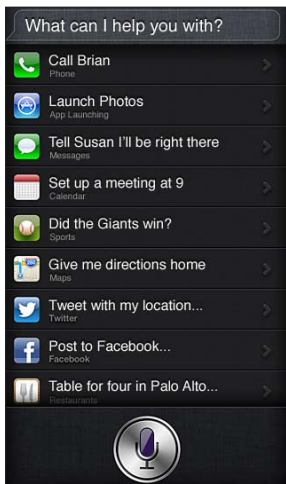 What can I help you with?
Call Brian
Phone
Launch Photos
App Launching
Tell Susan I'll be right there
Messages
Set up a meeting at 9
Calendar
Did the Giants win?
Sports
Give me directions home
Maps
Tweet with my location...
Twitter
Post to Facebook...
Facebook
Table for four in Palo Alto...
Restaurants